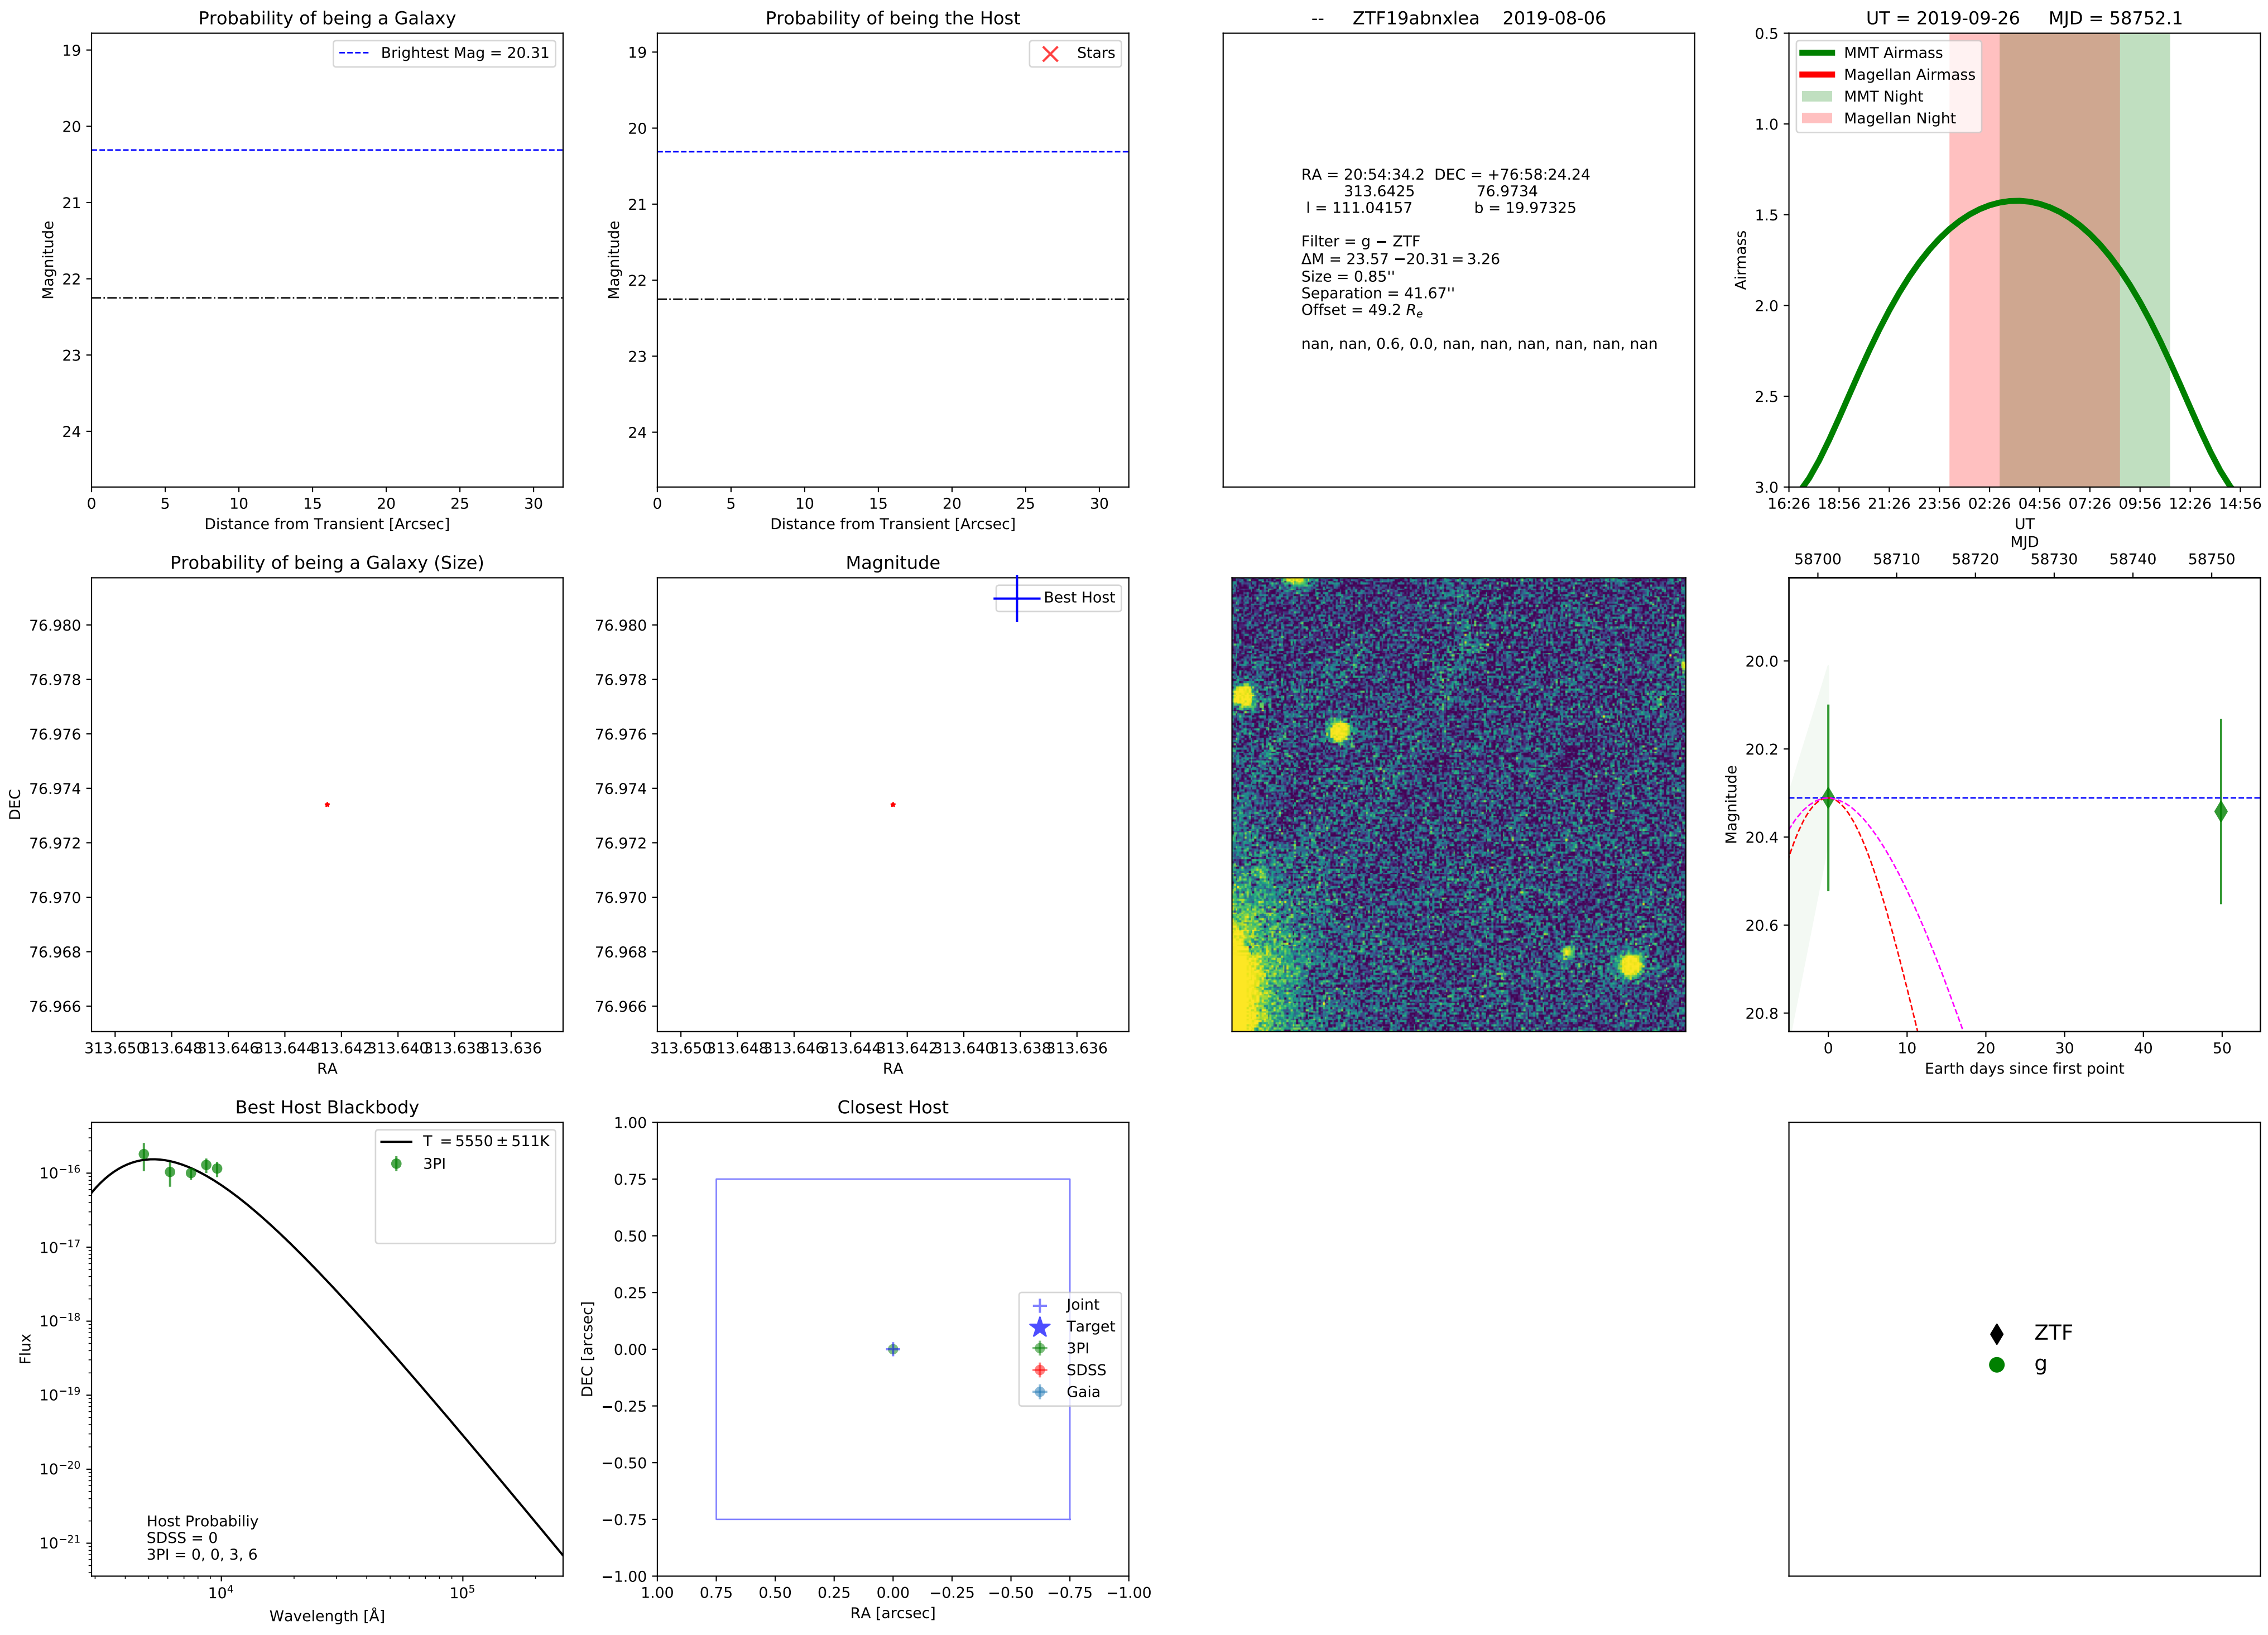 Probability of being a Galaxy
Brightest Mag = 20.31
19
20
21
22
23
24
Magnitude
0 5 10 15 20 25 30
Distance from Transient [Arcsec]
Probability of being the Host
Stars
19
20
21
22
23
24
Magnitude
0 5 10 15 20 25 30
Distance from Transient [Arcsec]
-- ZTF19abnxlea 2019-08-06
RA = 20:54:34.2 DEC = +76:58:24.24
313.6425 76.9734
l = 111.04157 b = 19.97325
Filter = g − ZTF
ΔM = 23.57 −20.31 = 3.26
Size = 0.85''
Separation = 41.67''
Offset = 49.2 Rₑ
nan, nan, 0.6, 0.0, nan, nan, nan, nan, nan, nan
UT = 2019-09-26 MJD = 58752.1
MMT Airmass
Magellan Airmass
MMT Night
Magellan Night
0.5
1.0
1.5
2.0
2.5
3.0
Airmass
16:26 18:56 21:26 23:56 02:26 04:56 07:26 09:56 12:26 14:56
UT
Probability of being a Galaxy (Size)
76.980
76.978
76.976
76.974
76.972
76.970
76.968
76.966
DEC
313.650 313.648 313.646 313.644 313.642 313.640 313.638 313.636
RA
Magnitude
Best Host
76.980
76.978
76.976
76.974
76.972
76.970
76.968
76.966
313.650 313.648 313.646 313.644 313.642 313.640 313.638 313.636
RA
MJD
58700 58710 58720 58730 58740 58750
20.0
20.2
20.4
20.6
20.8
Magnitude
0 10 20 30 40 50
Earth days since first point
Best Host Blackbody
T = 5550 ± 511K
3PI
10⁻¹⁶
10⁻¹⁷
10⁻¹⁸
10⁻¹⁹
10⁻²⁰
10⁻²¹
Flux
Host Probabiliy
SDSS = 0
3PI = 0, 0, 3, 6
10⁴ 10⁵
Wavelength [Å]
Closest Host
1.00
0.75
0.50
0.25
0.00
−0.25
−0.50
−0.75
−1.00
DEC [arcsec]
Joint
Target
3PI
SDSS
Gaia
1.00 0.75 0.50 0.25 0.00 −0.25 −0.50 −0.75 −1.00
RA [arcsec]
ZTF
g